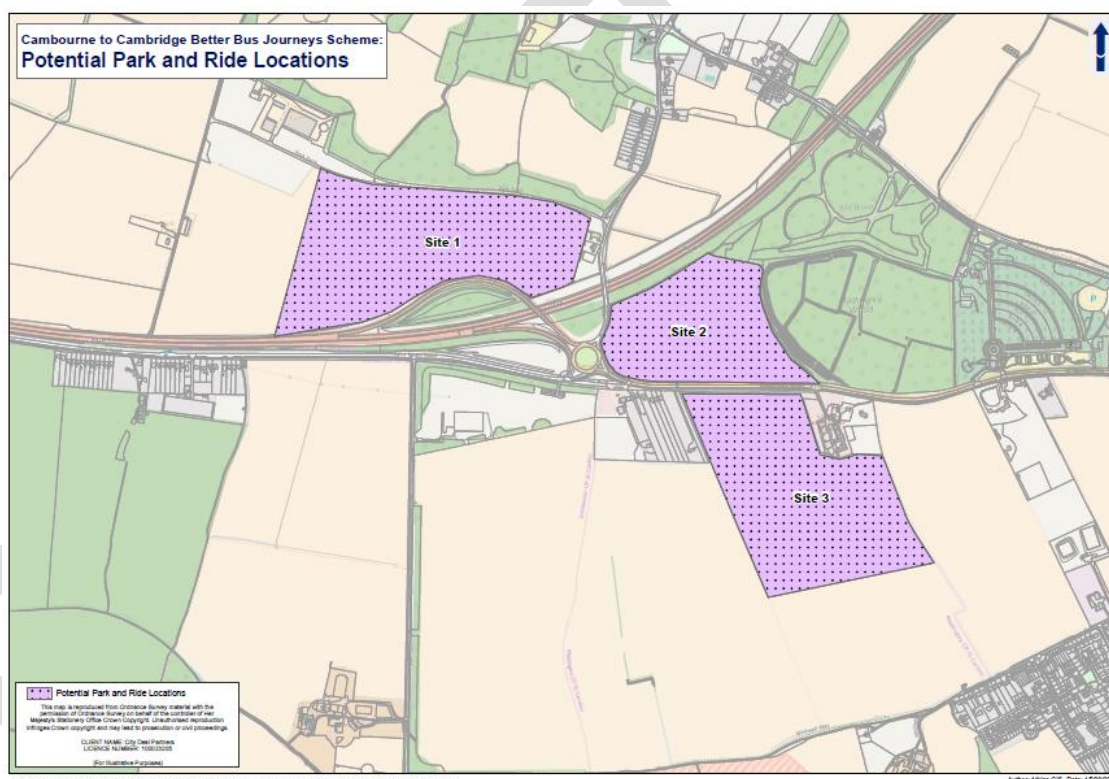 Cambourne to Cambridge Better Bus Journeys Scheme:
Potential Park and Ride Locations
Site 1
Site 2
P
Site 3
Potential Park and Ride Locations
This map is reproduced from Ordnance Survey material with the
permission of Ordnance Survey on behalf of the controller of Her
Majesty's Stationery Office Crown Copyright. Unauthorised reproduction
infringes Crown copyright and may lead to prosecution or civil proceedings.
CLIENT NAME: City Deal Partners
LICENCE NUMBER:
(For Illustrative Purposes)